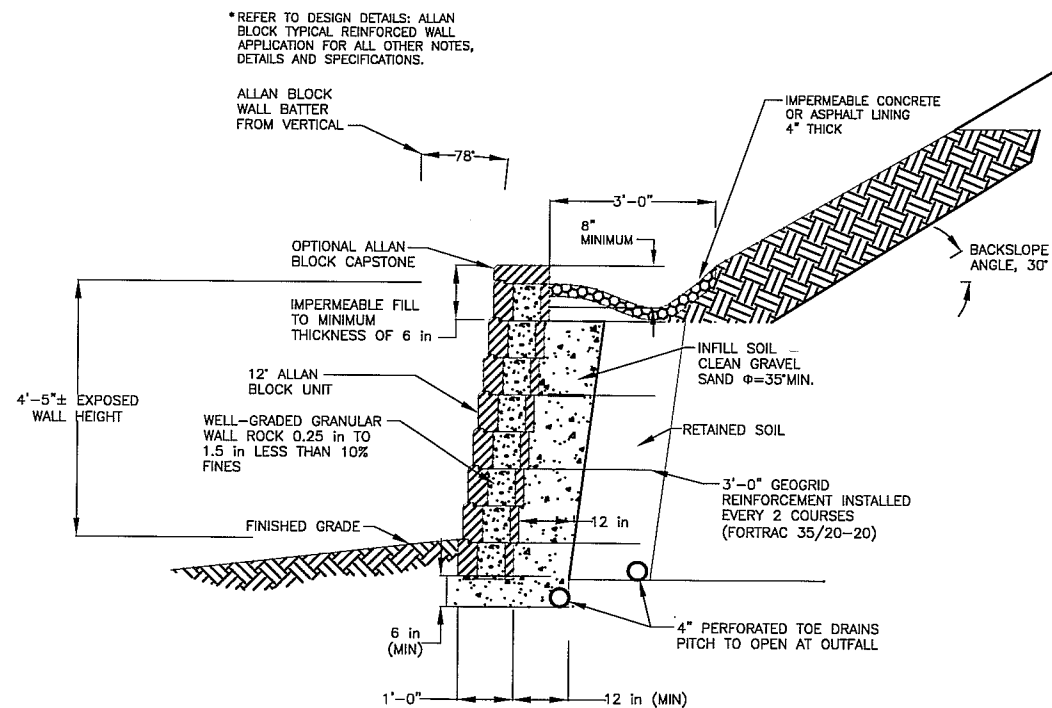 *REFER TO DESIGN DETAILS: ALLAN
BLOCK TYPICAL REINFORCED WALL
APPLICATION FOR ALL OTHER NOTES,
DETAILS AND SPECIFICATIONS.
ALLAN BLOCK
WALL BATTER
FROM VERTICAL
78°
IMPERMEABLE CONCRETE
OR ASPHALT LINING
4" THICK
3'-0"
8"
MINIMUM
OPTIONAL ALLAN
BLOCK CAPSTONE
BACKSLOPE
ANGLE, 30°
IMPERMEABLE FILL
TO MINIMUM
THICKNESS OF 6 in
INFILL SOIL –
CLEAN GRAVEL
SAND Φ=35°MIN.
12" ALLAN
BLOCK UNIT
4'-5"± EXPOSED
WALL HEIGHT
WELL-GRADED GRANULAR
WALL ROCK 0.25 in TO
1.5 in LESS THAN 10%
FINES
RETAINED SOIL
3'-0" GEOGRID
REINFORCEMENT INSTALLED
EVERY 2 COURSES
(FORTRAC 35/20-20)
FINISHED GRADE
12 in
6 in
(MIN)
4" PERFORATED TOE DRAINS
PITCH TO OPEN AT OUTFALL
1'-0"
12 in (MIN)